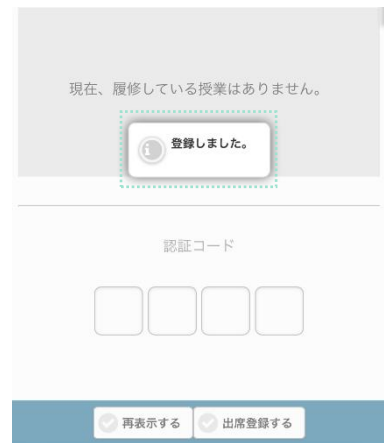 現在、履修している授業はありません。
登録しました。
認証コード
再表示する 出席登録する